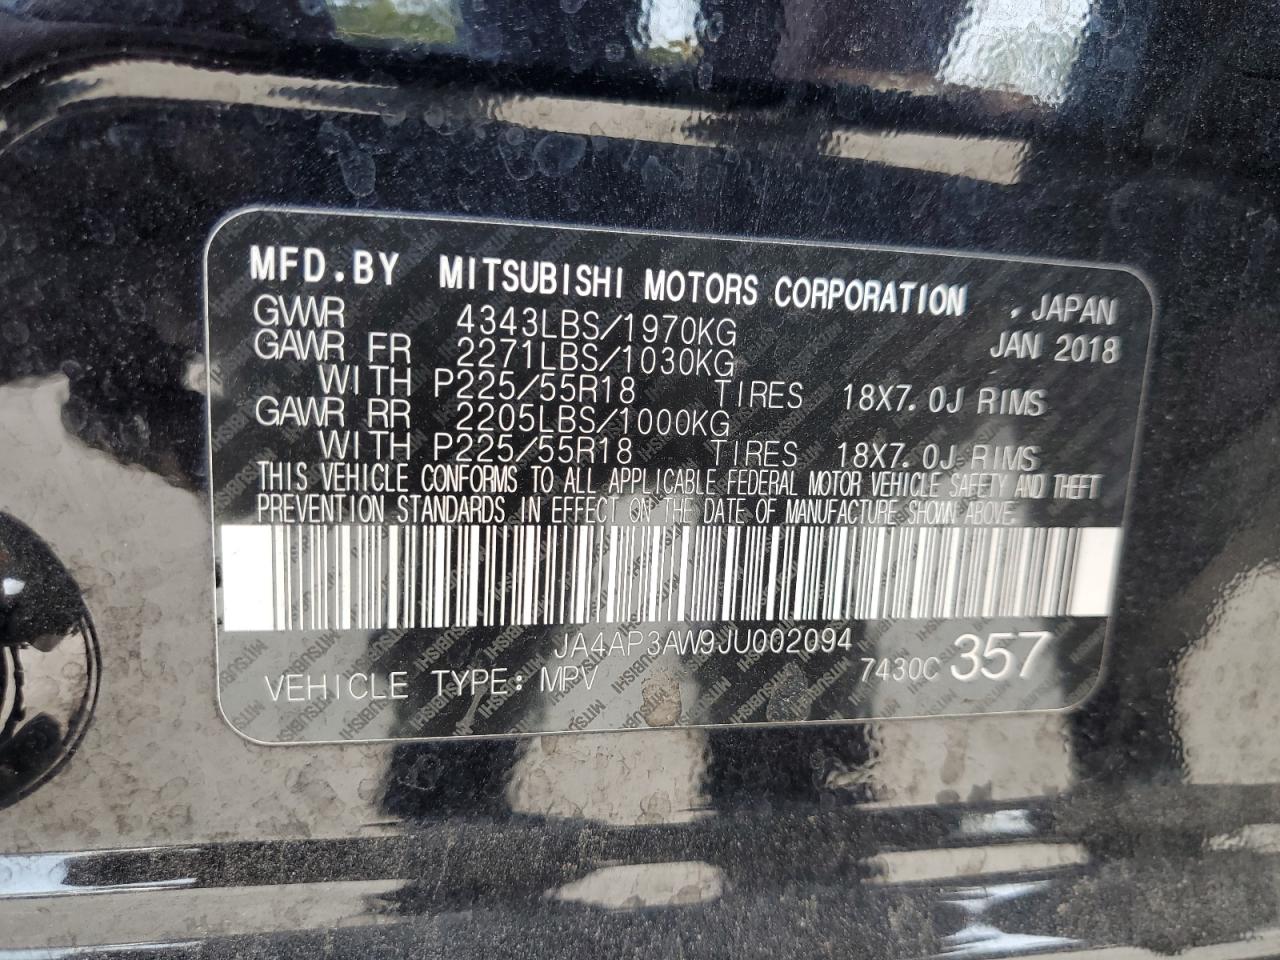 MFD.BY MITSUBISHI MOTORS CORPORATION . JAPAN
GVWR 4343LBS/1970KG JAN 2018
GAWR FR 2271LBS/1030KG
WITH P225/55R18 TIRES 18X7.0J RIMS
GAWR RR 2205LBS/1000KG
WITH P225/55R18 TIRES 18X7.0J RIMS
THIS VEHICLE CONFORMS TO ALL APPLICABLE FEDERAL MOTOR VEHICLE SAFETY AND THEFT
PREVENTION STANDARDS IN EFFECT ON THE DATE OF MANUFACTURE SHOWN ABOVE.
JA4AP3AW9JU002094
VEHICLE TYPE: MPV 7430C 357